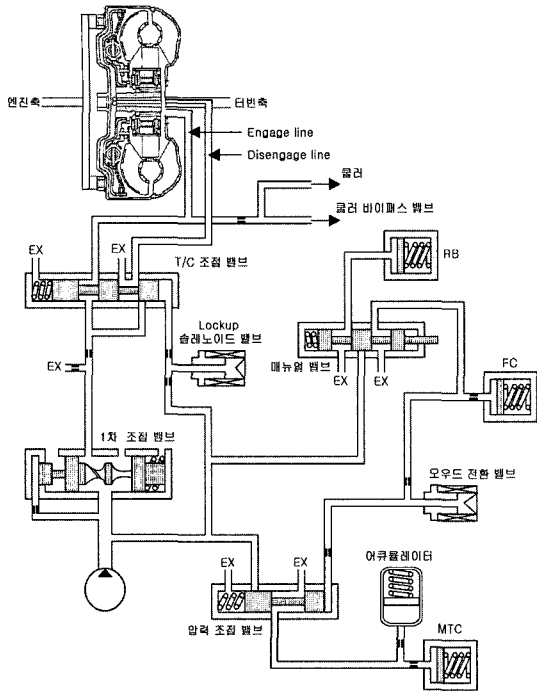 엔진축
터빈축
Engage line
Disengage line
쿨러
쿨러 바이패스 밸브
EX
EX
T/C 조절 밸브
RB
Lockup
솔레노이드 밸브
매뉴얼 밸브
EX
EX
EX
FC
1차 조절 밸브
모우드 전환 밸브
어큐뮬레이터
EX
EX
압력 조절 밸브
MTC